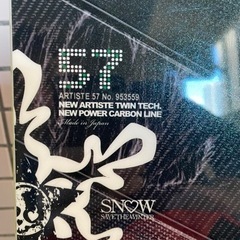 57
ARTISTE 57 No. 953559
NEW ARTISTE TWIN TECH.
NEW POWER CARBON LINE
Made in Japan
SNOW
SAVE THE WINTER